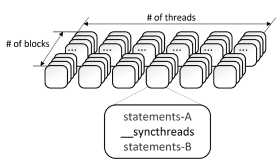 # of threads
# of blocks
... ... ... ... ... ...
statements-A
__syncthreads
statements-B